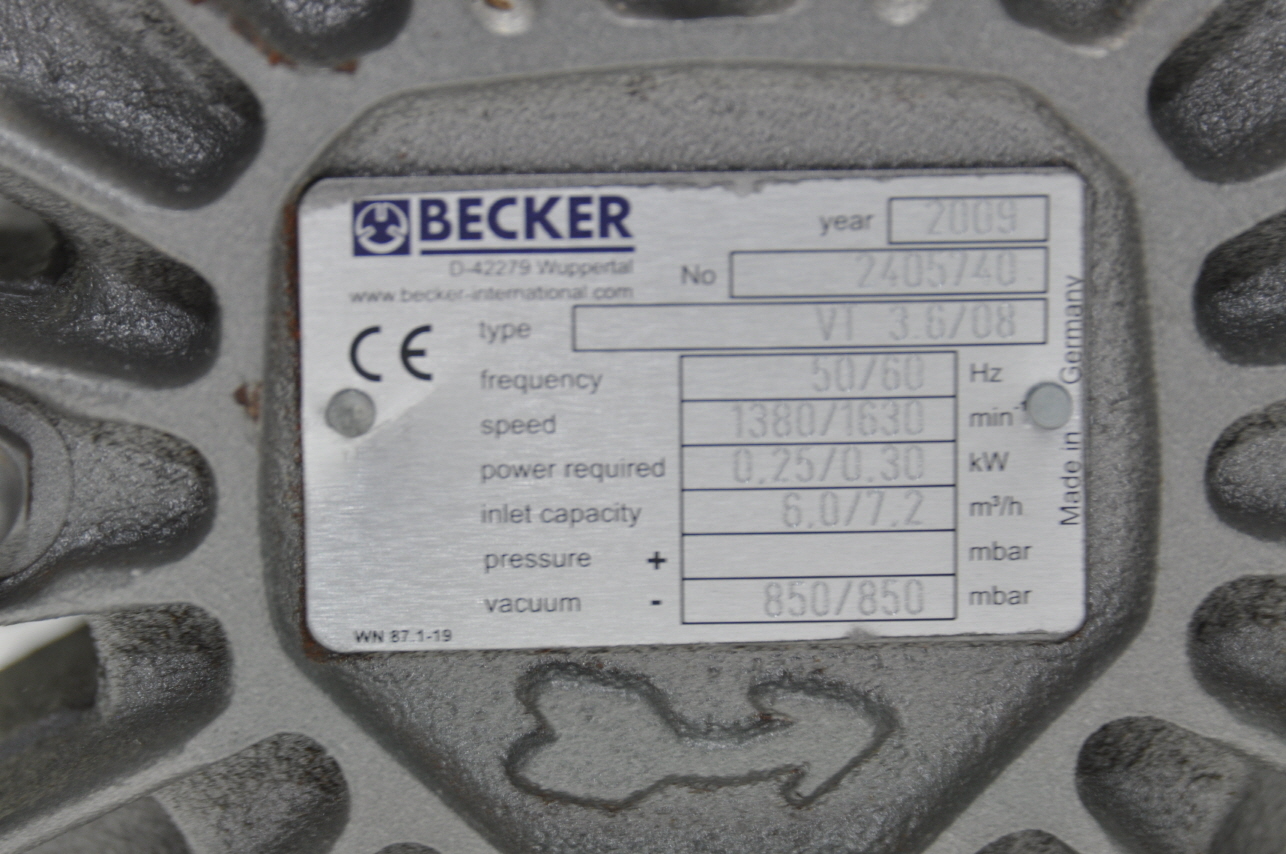 BECKER
D-42279 Wuppertal
www.becker-international.com
year 2009
No 2405740
type VT 3.6/08
frequency 50/60 Hz
speed 1380/1630 min⁻¹
power required 0,25/0,30 kW
inlet capacity 6.0/7.2 m³/h
pressure + mbar
vacuum - 850/850 mbar
CE
WN 87.1-19
Made in Germany